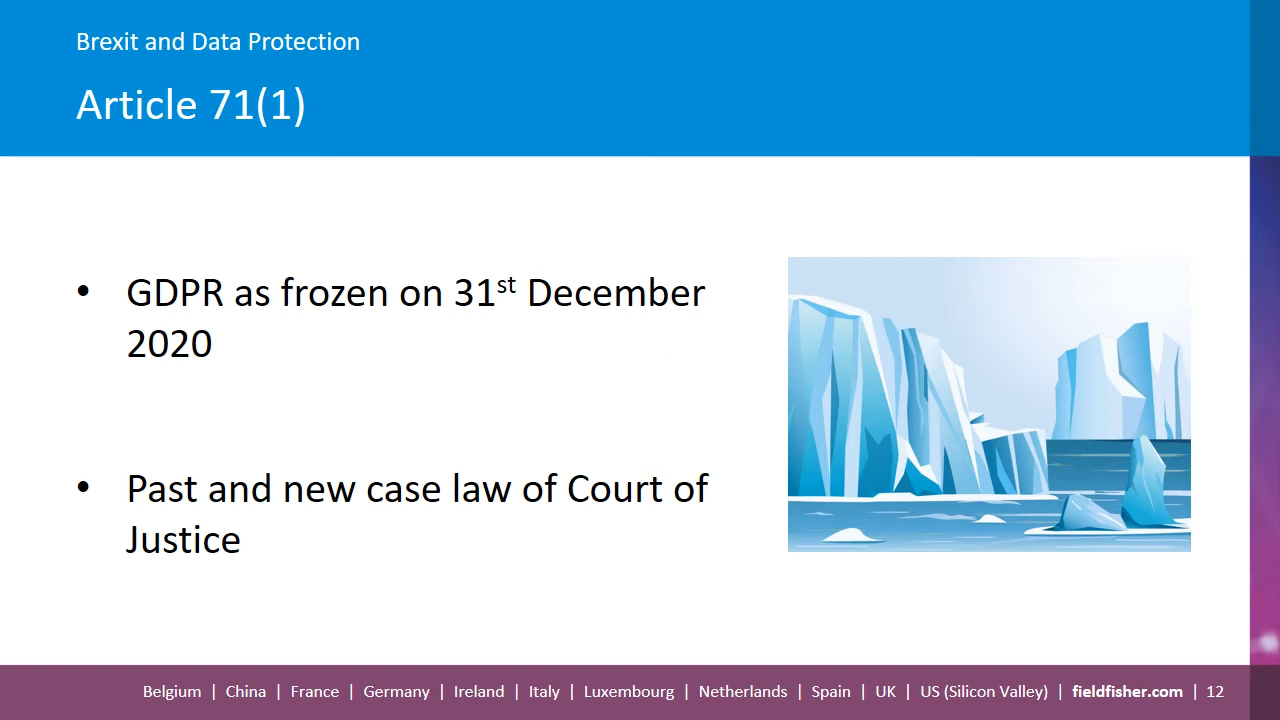 Brexit and Data Protection
Article 71(1)
• GDPR as frozen on 31st December
2020
• Past and new case law of Court of
Justice
Belgium | China | France | Germany | Ireland | Italy | Luxembourg | Netherlands | Spain | UK | US (Silicon Valley) | fieldfisher.com | 12